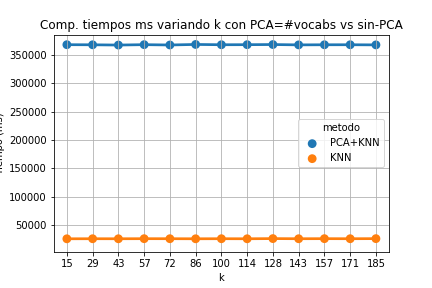 Comp. tiempos ms variando k con PCA=#vocabs vs sin-PCA
350000
300000
250000
200000
150000
100000
50000
metodo
PCA+KNN
KNN
15 29 43 57 72 86 100 114 128 143 157 171 185
k